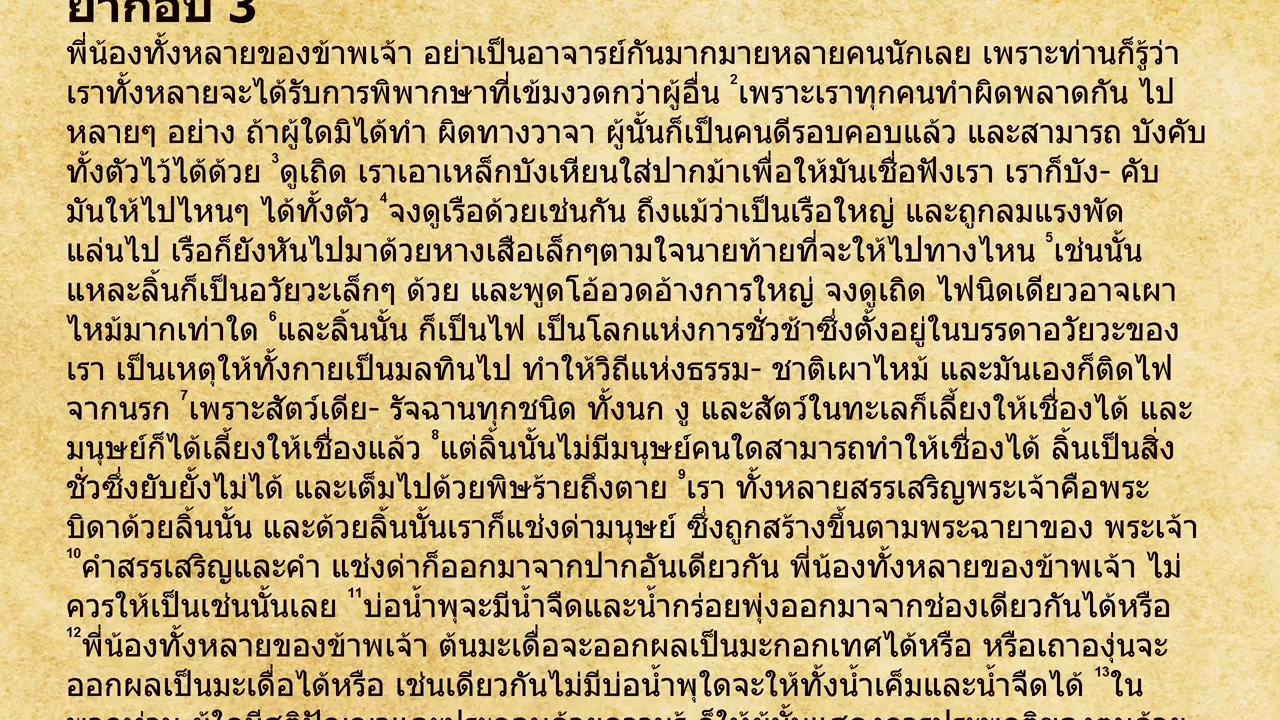 ยากอบ 3
พี่น้องทั้งหลายของข้าพเจ้า อย่าเป็นอาจารย์กันมากมายหลายคนนักเลย เพราะท่านก็รู้ว่า
เราทั้งหลายจะได้รับการพิพากษาที่เข้มงวดกว่าผู้อื่น 2เพราะเราทุกคนทำผิดพลาดกัน ไป
หลายๆ อย่าง ถ้าผู้ใดมิได้ทำ ผิดทางวาจา ผู้นั้นก็เป็นคนดีรอบคอบแล้ว และสามารถ บังคับ
ทั้งตัวไว้ได้ด้วย 3ดูเถิด เราเอาเหล็กบังเหียนใส่ปากม้าเพื่อให้มันเชื่อฟังเรา เราก็บัง- คับ
มันให้ไปไหนๆ ได้ทั้งตัว 4จงดูเรือด้วยเช่นกัน ถึงแม้ว่าเป็นเรือใหญ่ และถูกลมแรงพัด
แล่นไป เรือก็ยังหันไปมาด้วยหางเสือเล็กๆตามใจนายท้ายที่จะให้ไปทางไหน 5เช่นนั้น
แหละลิ้นก็เป็นอวัยวะเล็กๆ ด้วย และพูดโอ้อวดอ้างการใหญ่ จงดูเถิด ไฟนิดเดียวอาจเผา
ไหม้มากเท่าใด 6และลิ้นนั้น ก็เป็นไฟ เป็นโลกแห่งการชั่วช้าซึ่งตั้งอยู่ในบรรดาอวัยวะของ
เรา เป็นเหตุให้ทั้งกายเป็นมลทินไป ทำให้วิถีแห่งธรรม- ชาติเผาไหม้ และมันเองก็ติดไฟ
จากนรก 7เพราะสัตว์เดีย- รัจฉานทุกชนิด ทั้งนก งู และสัตว์ในทะเลก็เลี้ยงให้เชื่องได้ และ
มนุษย์ก็ได้เลี้ยงให้เชื่องแล้ว 8แต่ลิ้นนั้นไม่มีมนุษย์คนใดสามารถทำให้เชื่องได้ ลิ้นเป็นสิ่ง
ชั่วซึ่งยับยั้งไม่ได้ และเต็มไปด้วยพิษร้ายถึงตาย 9เรา ทั้งหลายสรรเสริญพระเจ้าคือพระ
บิดาด้วยลิ้นนั้น และด้วยลิ้นนั้นเราก็แช่งด่ามนุษย์ ซึ่งถูกสร้างขึ้นตามพระฉายาของ พระเจ้า
10คำสรรเสริญและคำ แช่งด่าก็ออกมาจากปากอันเดียวกัน พี่น้องทั้งหลายของข้าพเจ้า ไม่
ควรให้เป็นเช่นนั้นเลย 11บ่อน้ำพุจะมีน้ำจืดและน้ำกร่อยพุ่งออกมาจากช่องเดียวกันได้หรือ
12พี่น้องทั้งหลายของข้าพเจ้า ต้นมะเดื่อจะออกผลเป็นมะกอกเทศได้หรือ หรือเถาองุ่นจะ
ออกผลเป็นมะเดื่อได้หรือ เช่นเดียวกันไม่มีบ่อน้ำพุใดจะให้ทั้งน้ำเค็มและน้ำจืดได้ 13ใน